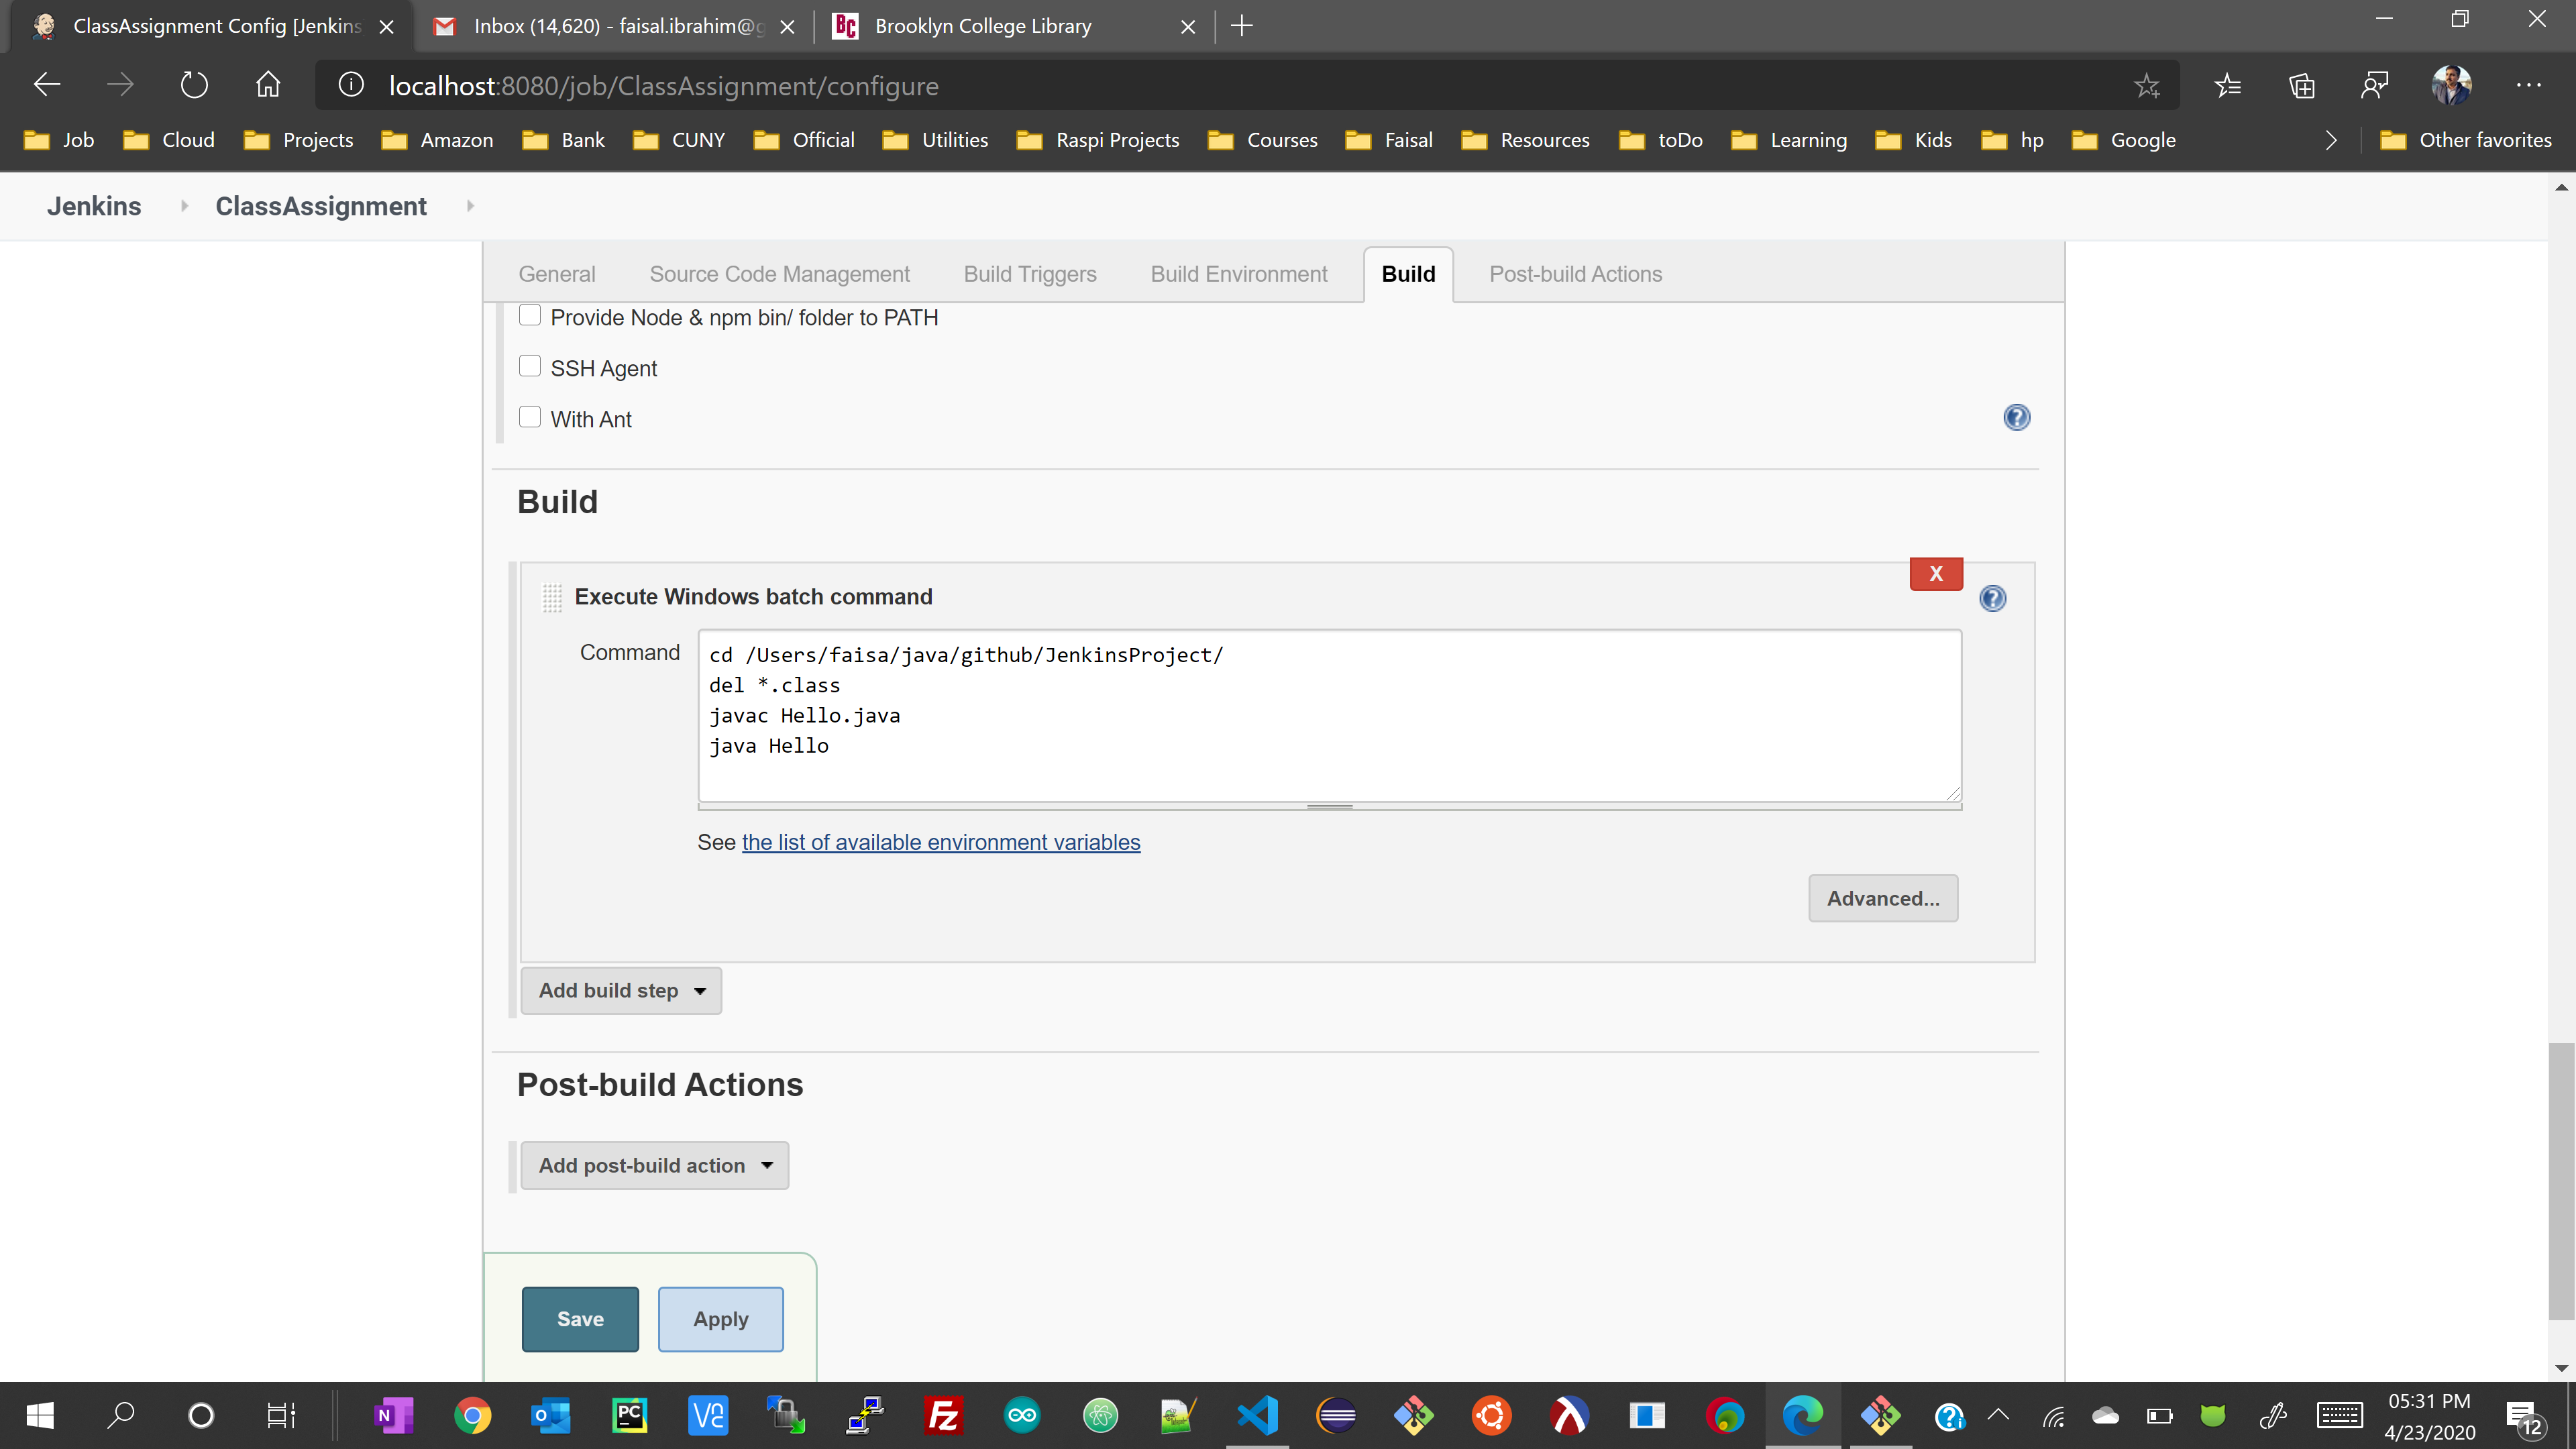 ClassAssignment Config [Jenkins
Inbox (14,620) - faisal.ibrahim@g
BC Brooklyn College Library
localhost:8080/job/ClassAssignment/configure
Job Cloud Projects Amazon Bank CUNY Official Utilities Raspi Projects Courses Faisal Resources toDo Learning Kids hp Google Other favorites
Jenkins ClassAssignment
General Source Code Management Build Triggers Build Environment Build Post-build Actions
Provide Node & npm bin/ folder to PATH
SSH Agent
With Ant
?
Build
X
Execute Windows batch command
?
Command
cd /Users/faisa/java/github/JenkinsProject/
del *.class
javac Hello.java
java Hello
See the list of available environment variables
Advanced...
Add build step
Post-build Actions
Add post-build action
Save Apply
05:31 PM
4/23/2020
12